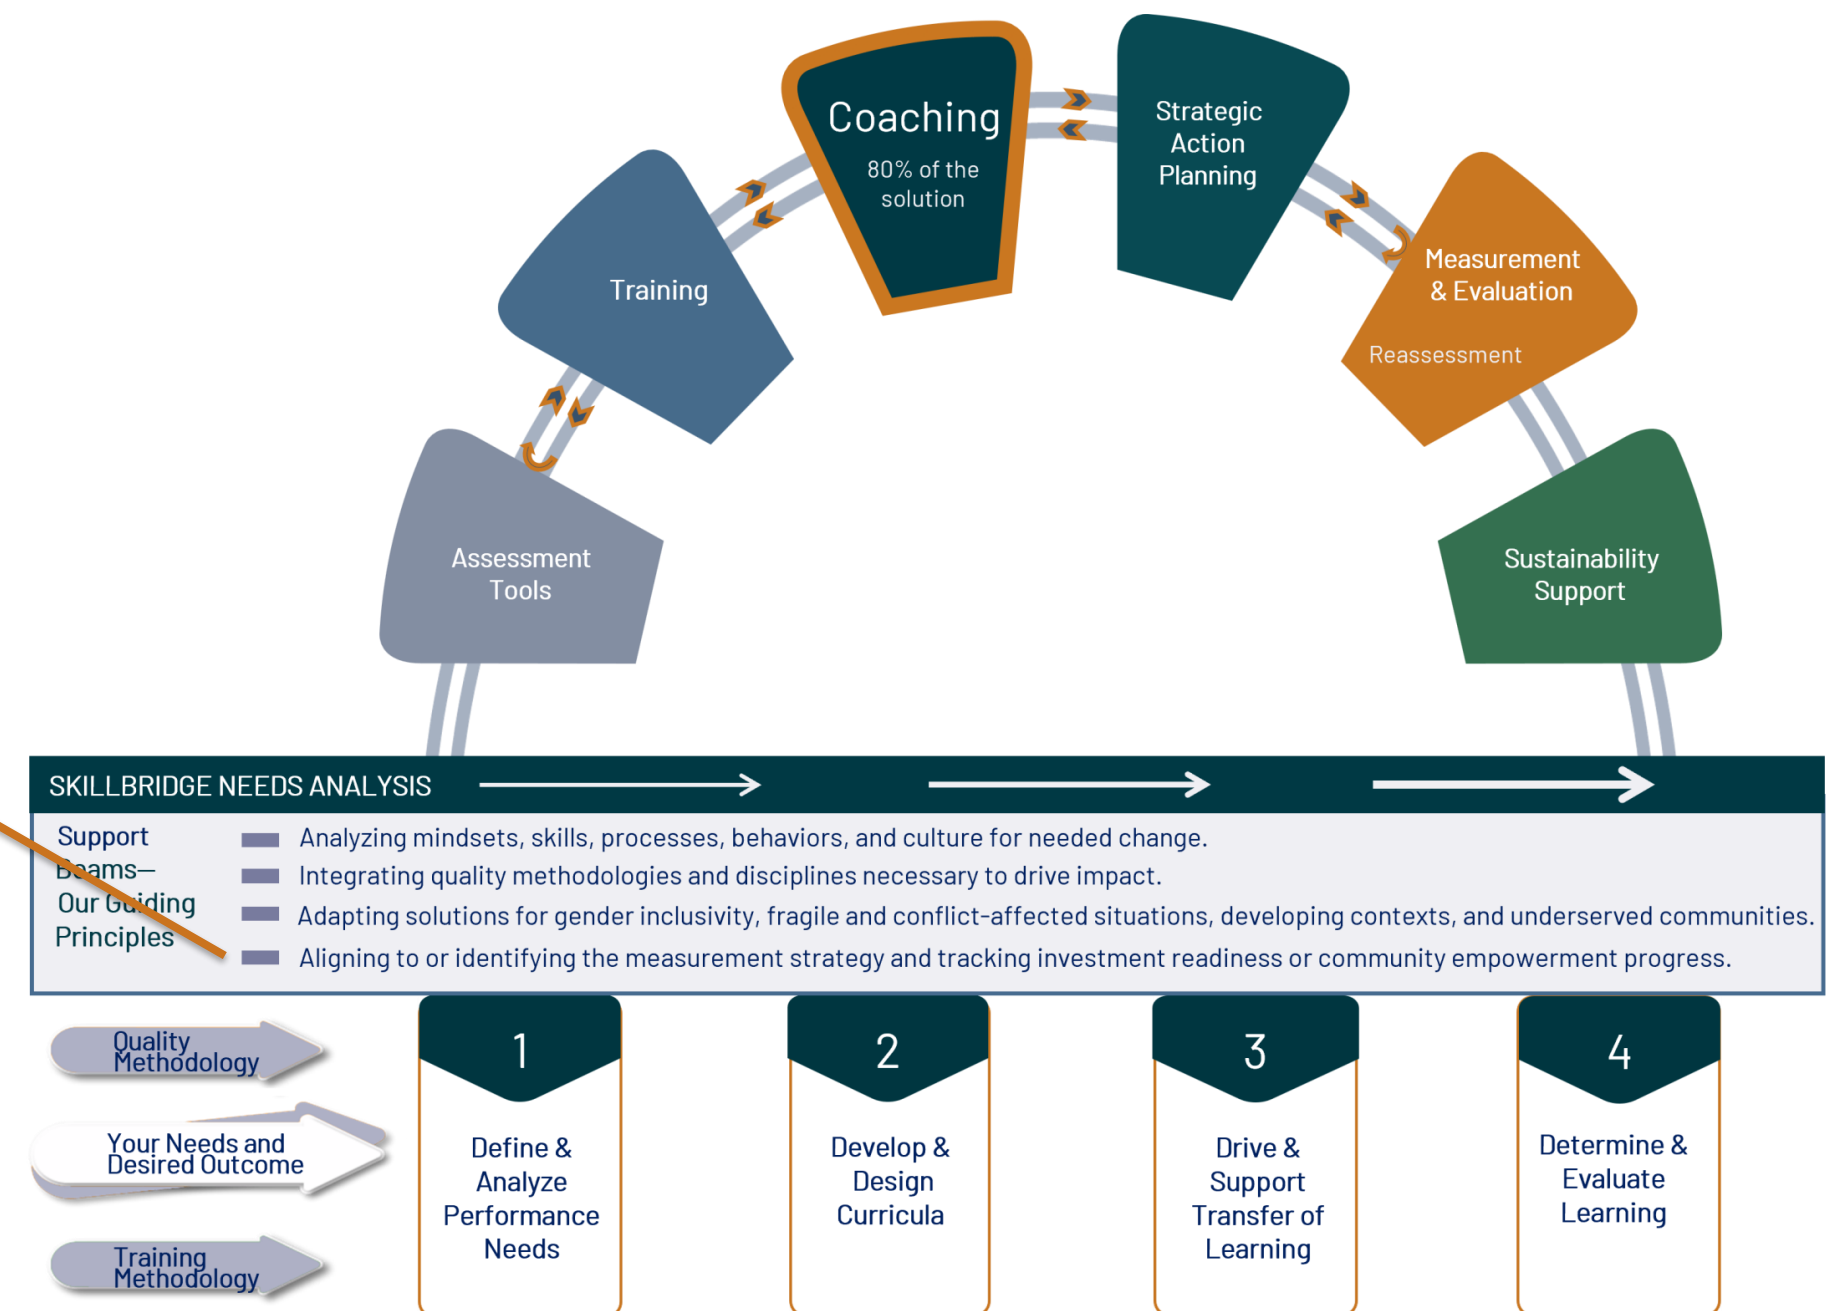 Coaching
80% of the
solution
Strategic
Action
Planning
Training
Measurement
& Evaluation
Reassessment
Assessment
Tools
Sustainability
Support
SKILLBRIDGE NEEDS ANALYSIS
Support
Beams—
Our Guiding
Principles
Analyzing mindsets, skills, processes, behaviors, and culture for needed change.
Integrating quality methodologies and disciplines necessary to drive impact.
Adapting solutions for gender inclusivity, fragile and conflict-affected situations, developing contexts, and underserved communities.
Aligning to or identifying the measurement strategy and tracking investment readiness or community empowerment progress.
Quality
Methodology
Your Needs and
Desired Outcome
Training
Methodology
1
Define &
Analyze
Performance
Needs
2
Develop &
Design
Curricula
3
Drive &
Support
Transfer of
Learning
4
Determine &
Evaluate
Learning